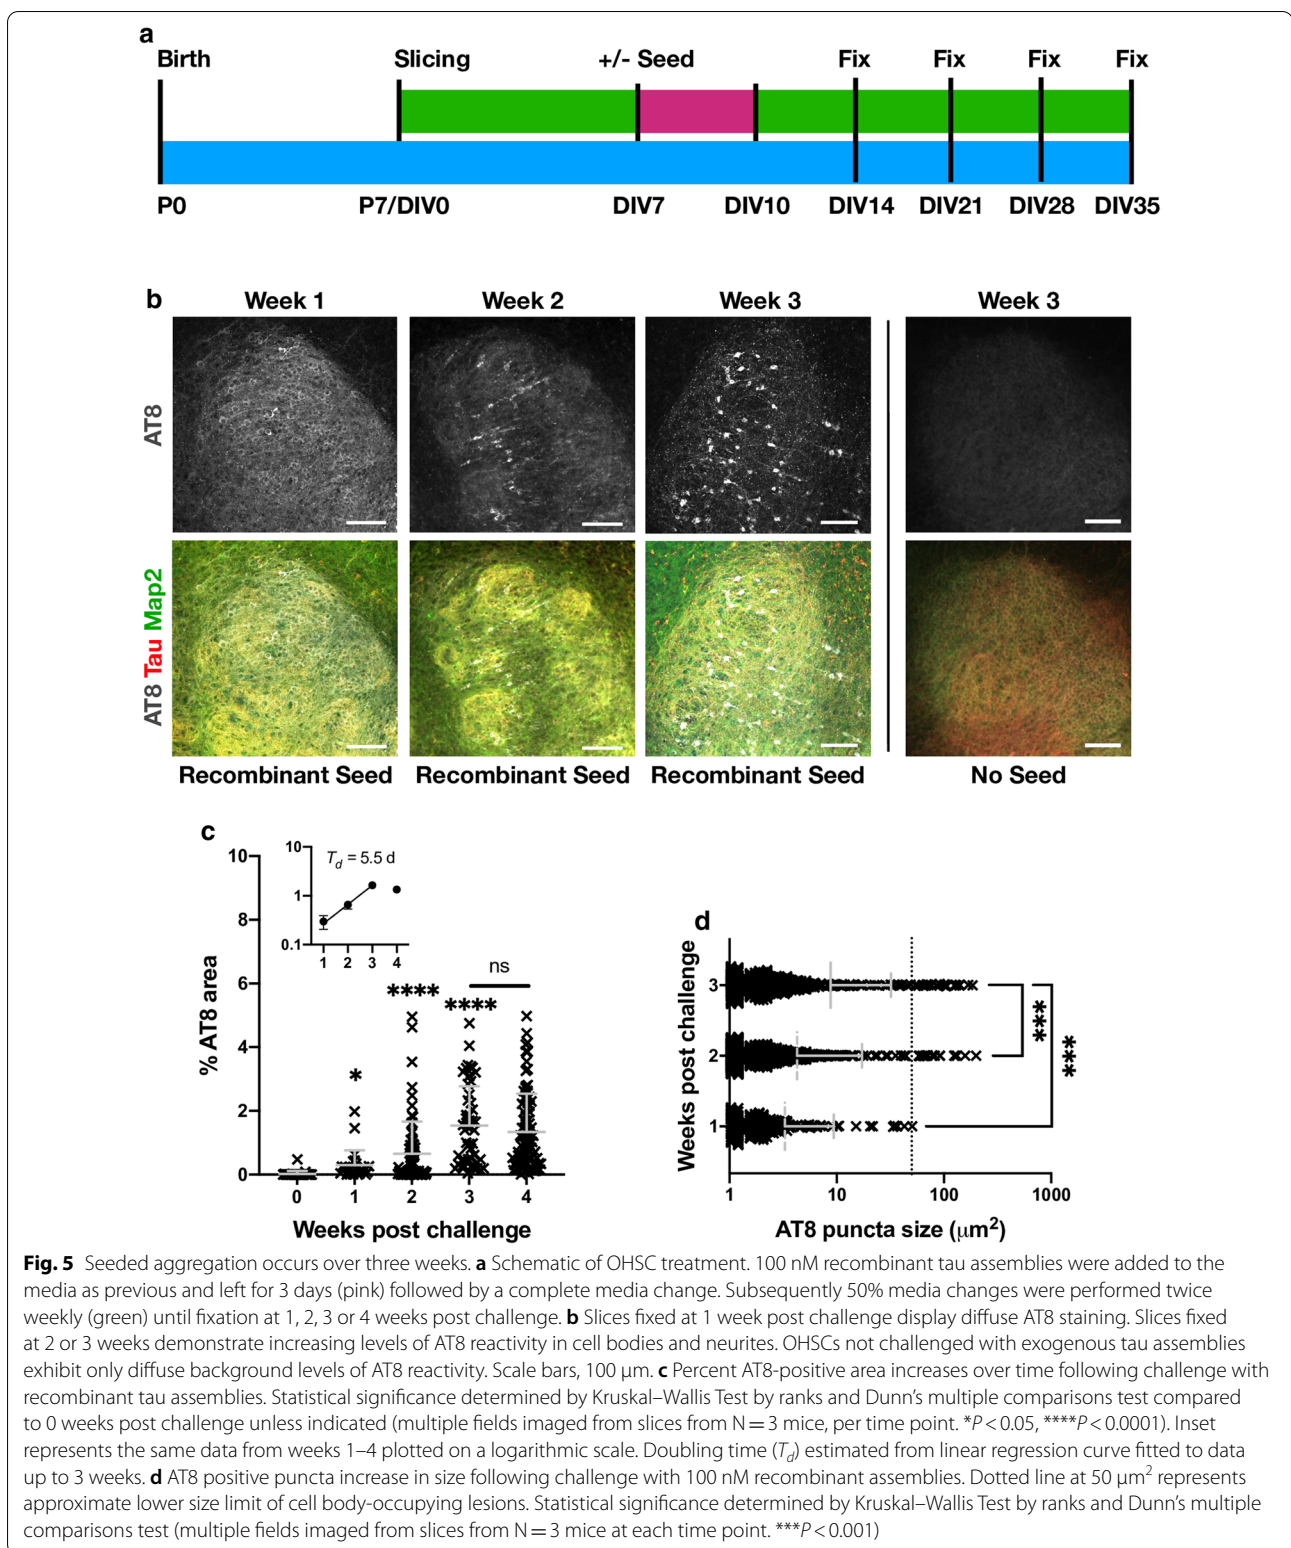 a
Birth Slicing +/- Seed Fix Fix Fix Fix
P0 P7/DIV0 DIV7 DIV10 DIV14 DIV21 DIV28 DIV35
b
Week 1 Week 2 Week 3 Week 3
AT8
AT8 Tau Map2
Recombinant Seed Recombinant Seed Recombinant Seed No Seed
c
% AT8 area
10
8
6
4
2
0
10
1
0.1
T_d = 5.5 d
1 2 3 4
*
****
****
ns
0 1 2 3 4
Weeks post challenge
d
Weeks post challenge
3
2
1
***
***
1 10 100 1000
AT8 puncta size (μm²)
Fig. 5 Seeded aggregation occurs over three weeks. a Schematic of OHSC treatment. 100 nM recombinant tau assemblies were added to the
media as previous and left for 3 days (pink) followed by a complete media change. Subsequently 50% media changes were performed twice
weekly (green) until fixation at 1, 2, 3 or 4 weeks post challenge. b Slices fixed at 1 week post challenge display diffuse AT8 staining. Slices fixed
at 2 or 3 weeks demonstrate increasing levels of AT8 reactivity in cell bodies and neurites. OHSCs not challenged with exogenous tau assemblies
exhibit only diffuse background levels of AT8 reactivity. Scale bars, 100 μm. c Percent AT8-positive area increases over time following challenge with
recombinant tau assemblies. Statistical significance determined by Kruskal–Wallis Test by ranks and Dunn's multiple comparisons test compared
to 0 weeks post challenge unless indicated (multiple fields imaged from slices from N = 3 mice, per time point. *P < 0.05, ****P < 0.0001). Inset
represents the same data from weeks 1–4 plotted on a logarithmic scale. Doubling time (T_d) estimated from linear regression curve fitted to data
up to 3 weeks. d AT8 positive puncta increase in size following challenge with 100 nM recombinant assemblies. Dotted line at 50 μm² represents
approximate lower size limit of cell body-occupying lesions. Statistical significance determined by Kruskal–Wallis Test by ranks and Dunn's multiple
comparisons test (multiple fields imaged from slices from N = 3 mice at each time point. ***P < 0.001)